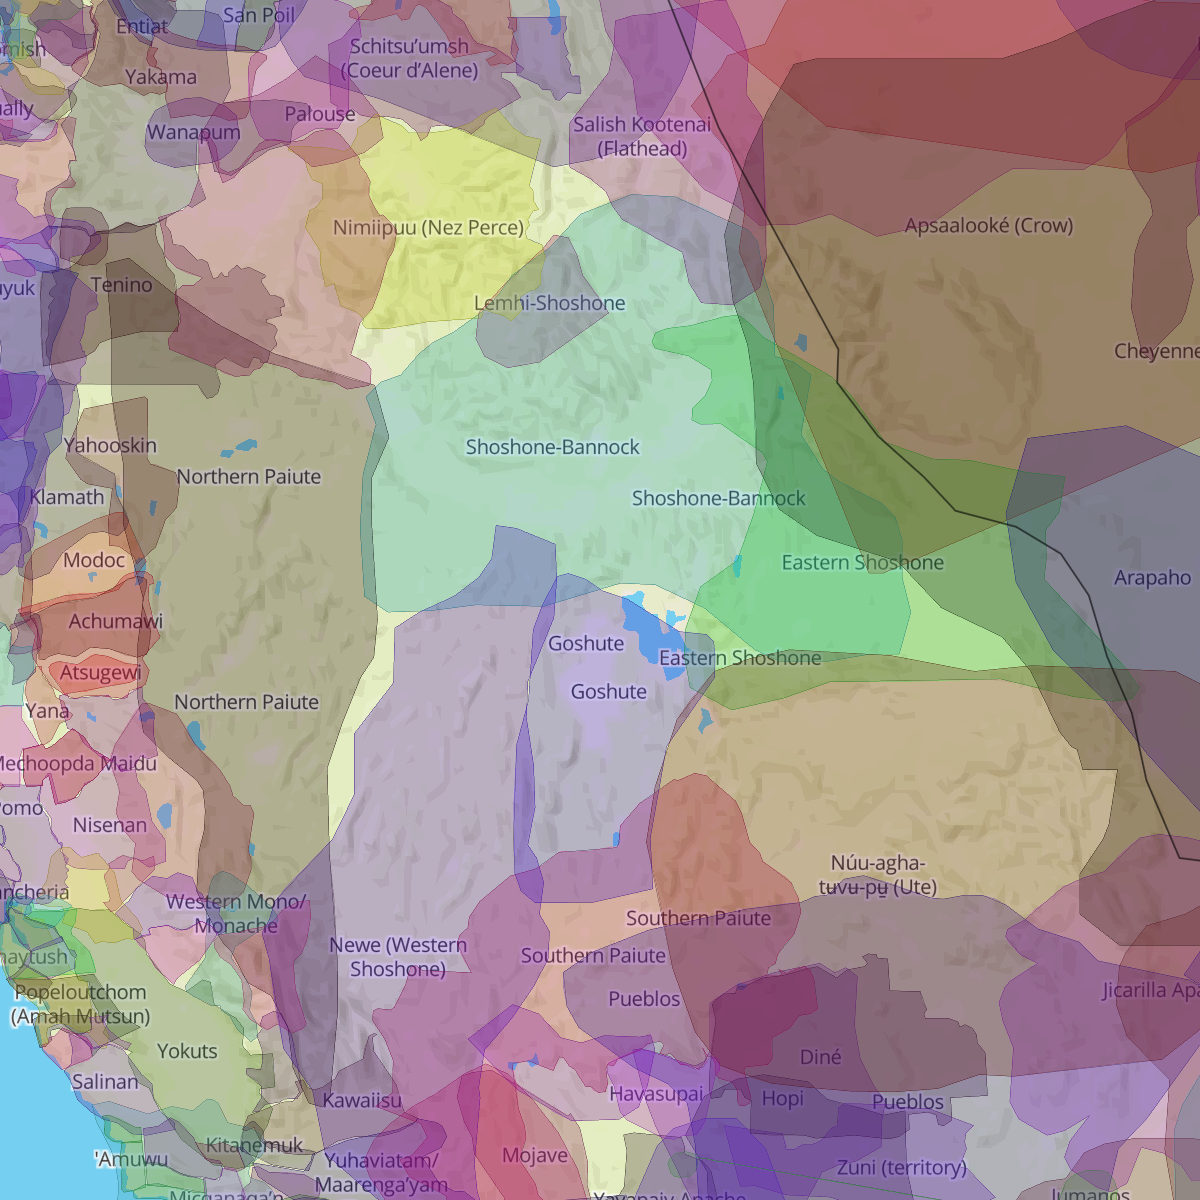 Entiat
San Poil
Schitsu'umsh
(Coeur d'Alene)
Yakama
Palouse
Wanapum
Salish Kootenai
(Flathead)
Nimiipuu (Nez Perce)
Apsaalooké (Crow)
Tenino
Lemhi-Shoshone
Cheyenne
Yahooskin
Northern Paiute
Shoshone-Bannock
Klamath
Shoshone-Bannock
Modoc
Eastern Shoshone
Arapaho
Achumawi
Goshute
Eastern Shoshone
Atsugewi
Goshute
Yana
Northern Paiute
Mechoopda Maidu
Nisenan
Núu-agha-
tʉvʉ-pʉ̱ (Ute)
Western Mono/
Monache
Southern Paiute
Newe (Western
Shoshone)
Southern Paiute
Pueblos
Jicarilla Apa
Popeloutchom
(Amah Mutsun)
Yokuts
Diné
Salinan
Kawaiisu
Havasupai
Hopi
Pueblos
Kitanemuk
'Amuwu
Yuhaviatam/
Maarenga'yam
Mojave
Zuni (territory)
Yavapaiv Apache
Jumanos